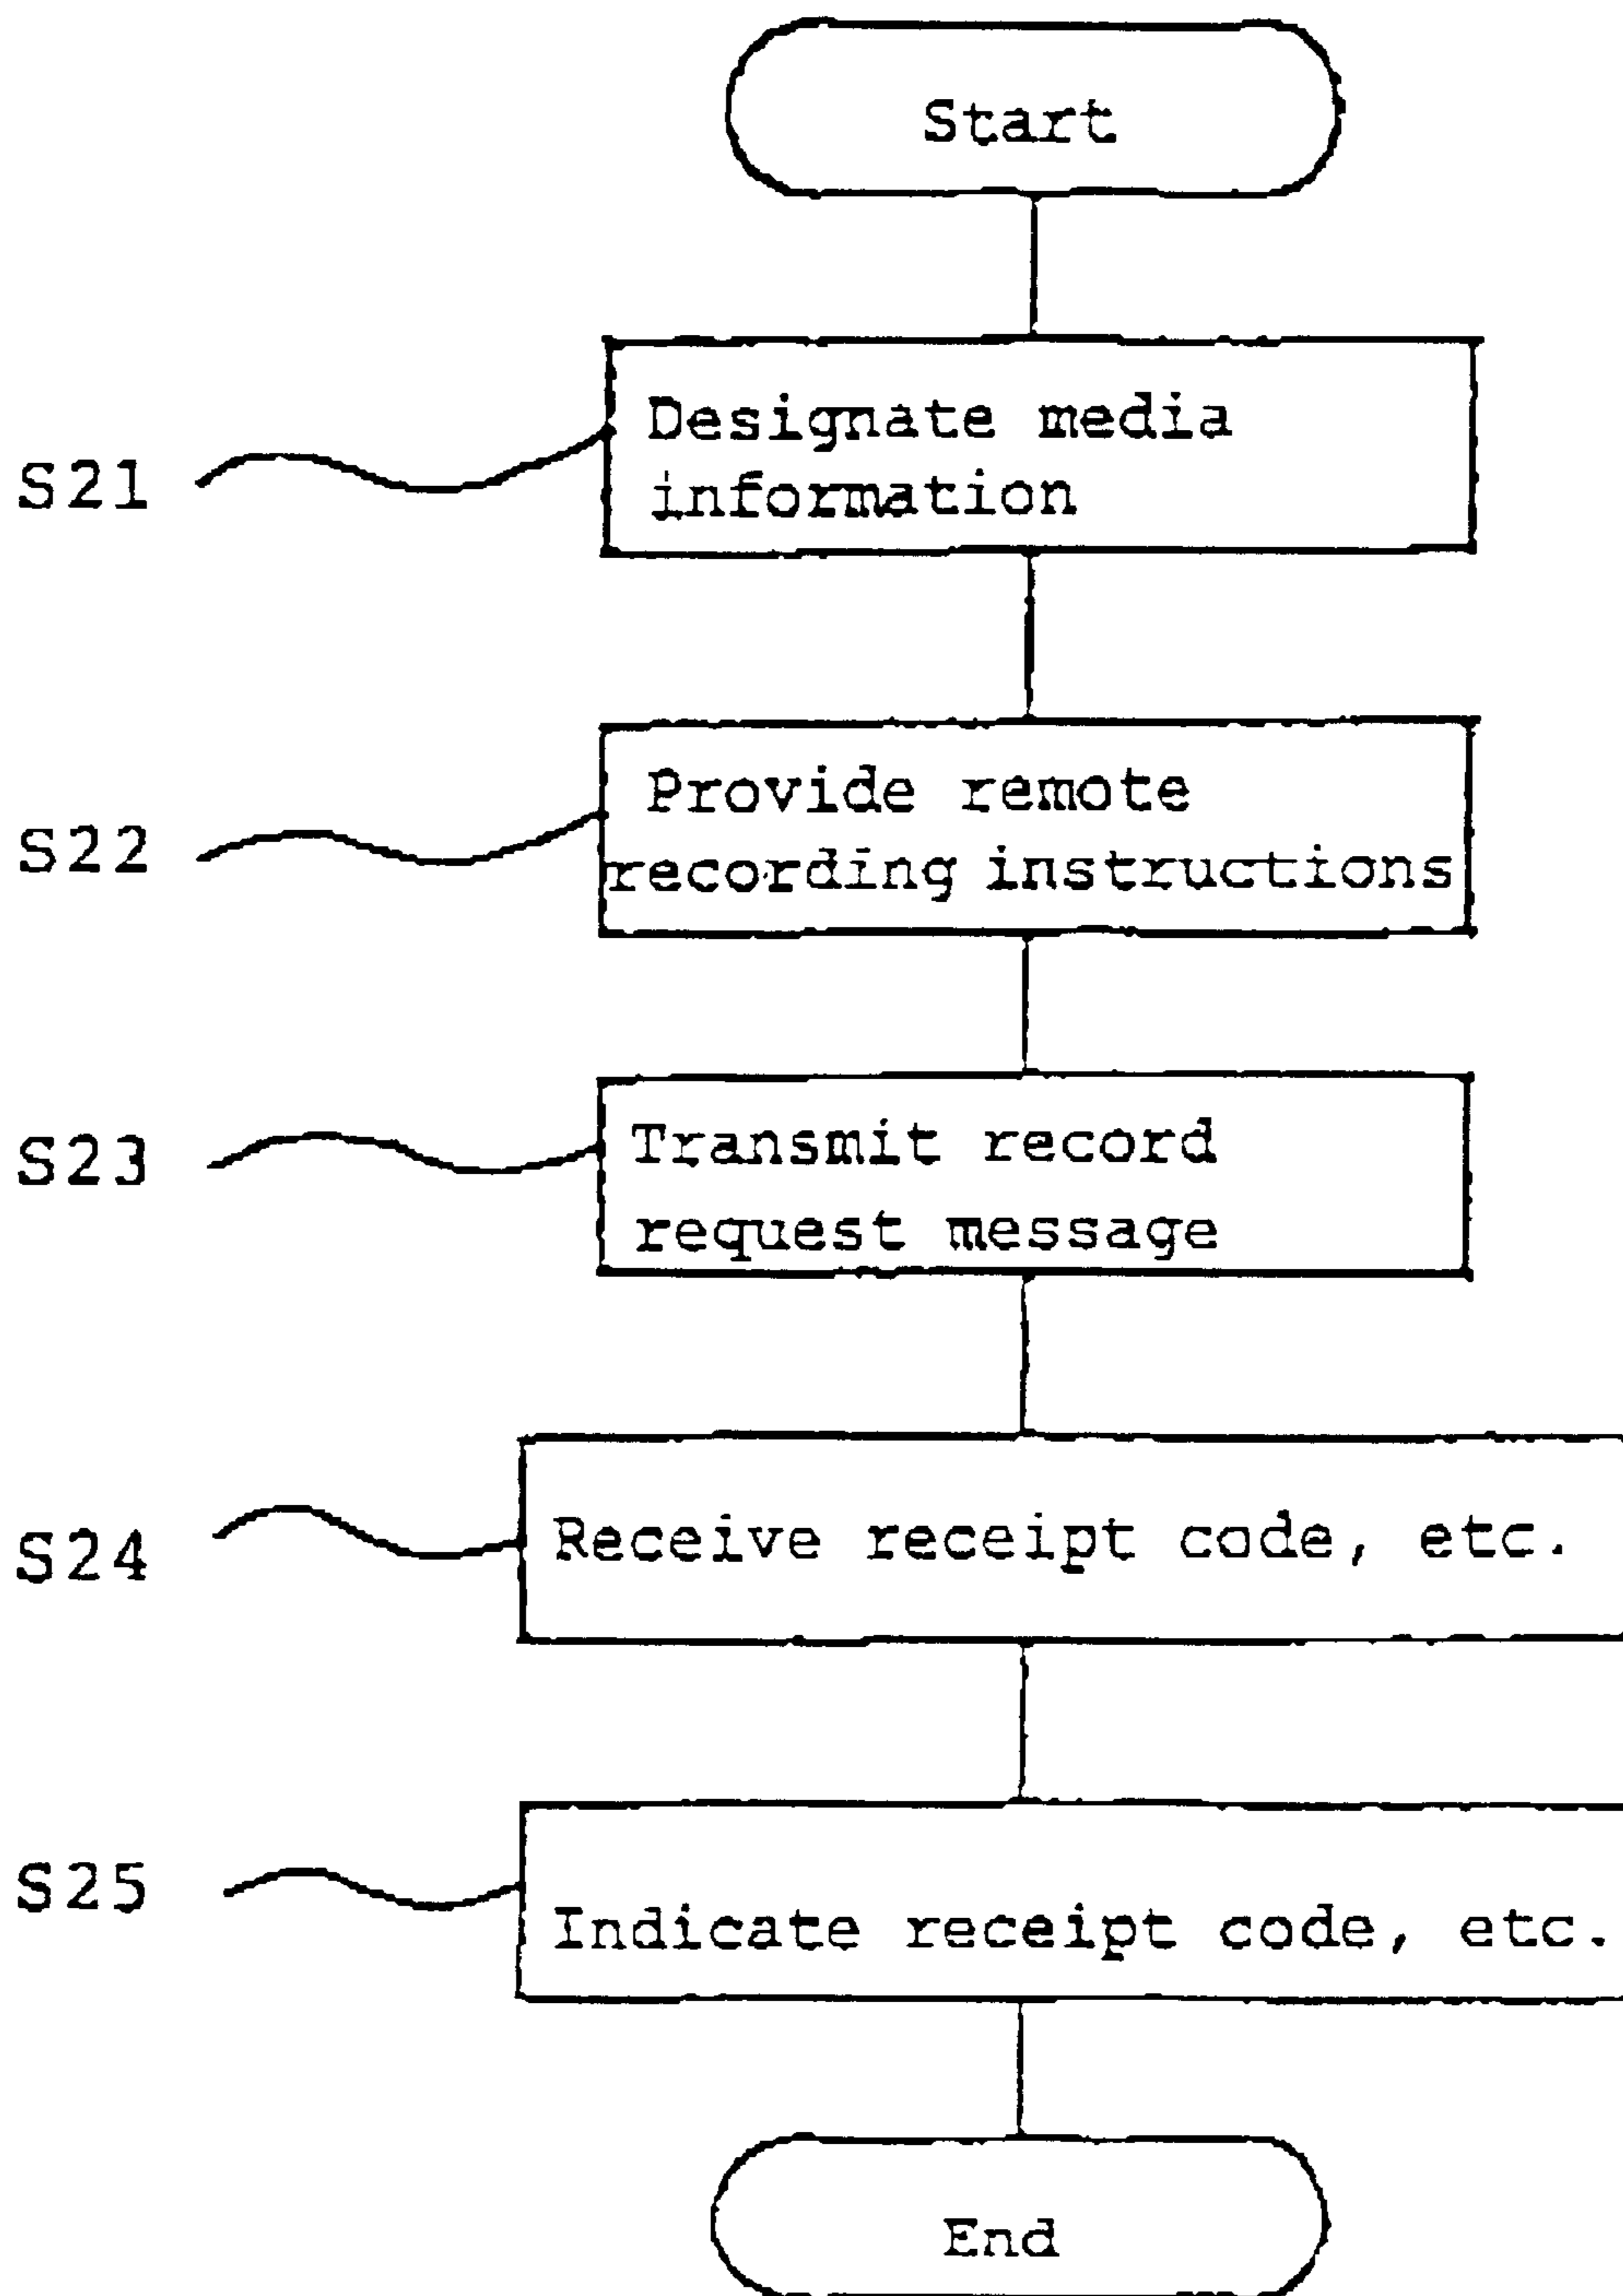 Start
S21
Designate media
information
S22
Provide remote
recording instructions
S23
Transmit record
request message
S24
Receive receipt code, etc.
S25
Indicate receipt code, etc.
End